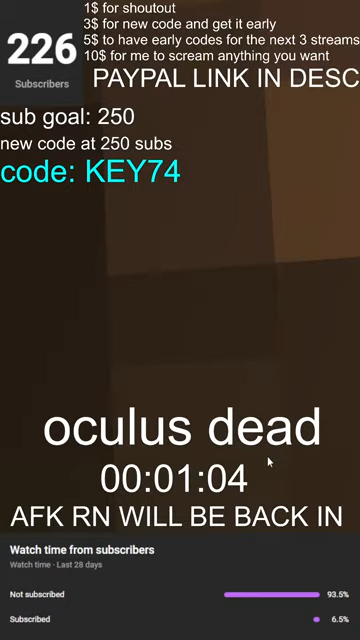 1$ for shoutout
3$ for new code and get it early
5$ to have early codes for the next 3 streams
10$ for me to scream anything you want
PAYPAL LINK IN DESC
226
Subscribers
sub goal: 250
new code at 250 subs
code: KEY74
oculus dead
00:01:04
AFK RN WILL BE BACK IN
Watch time from subscribers
Watch time · Last 28 days
Not subscribed 93.5%
Subscribed 6.5%